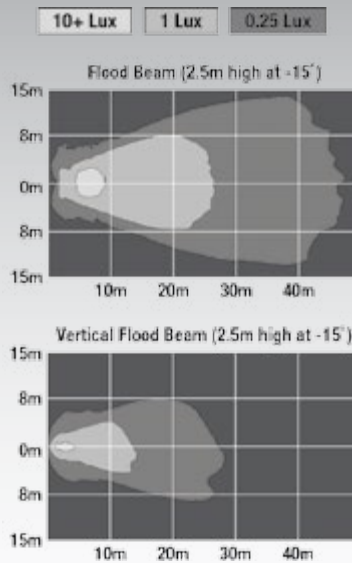 10+ Lux 1 Lux 0.25 Lux
Flood Beam (2.5m high at -15°)
15m
8m
0m
8m
15m
10m 20m 30m 40m
Vertical Flood Beam (2.5m high at -15°)
15m
8m
0m
8m
15m
10m 20m 30m 40m